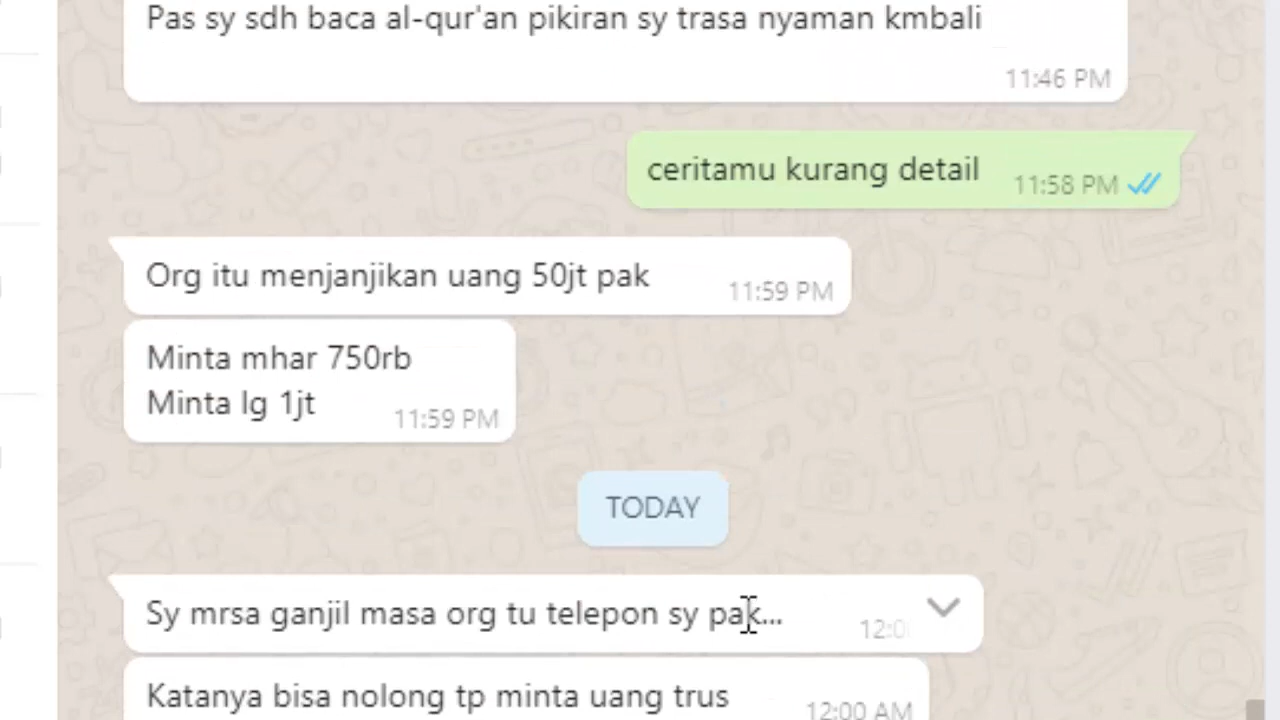 Pas sy sdh baca al-qur'an pikiran sy trasa nyaman kmbali
11:46 PM
ceritamu kurang detail
11:58 PM
Org itu menjanjikan uang 50jt pak
11:59 PM
Minta mhar 750rb
Minta lg 1jt
11:59 PM
TODAY
Sy mrsa ganjil masa org tu telepon sy pak...
12:0
Katanya bisa nolong tp minta uang trus
12:00 AM